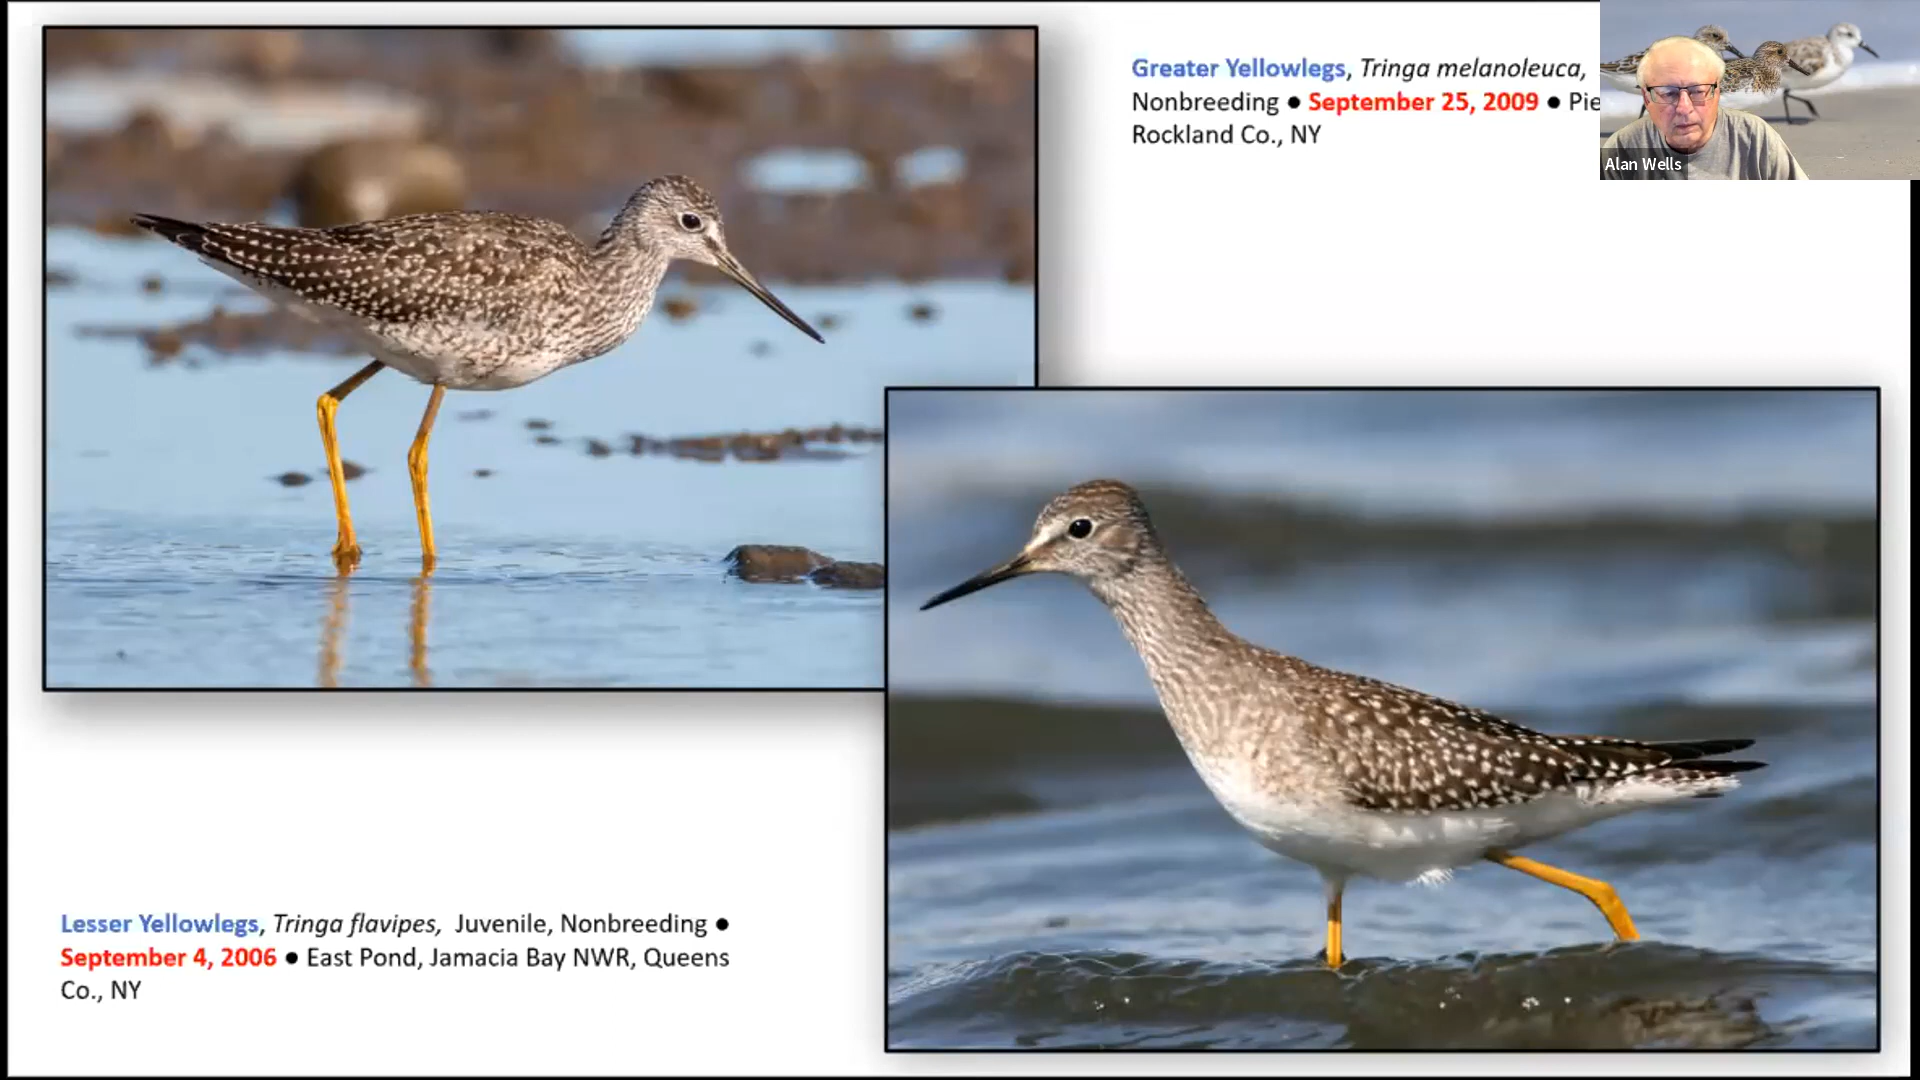 Greater Yellowlegs, Tringa melanoleuca,
Nonbreeding ● September 25, 2009 ● Pie
Rockland Co., NY
Alan Wells
Lesser Yellowlegs, Tringa flavipes, Juvenile, Nonbreeding ●
September 4, 2006 ● East Pond, Jamacia Bay NWR, Queens
Co., NY